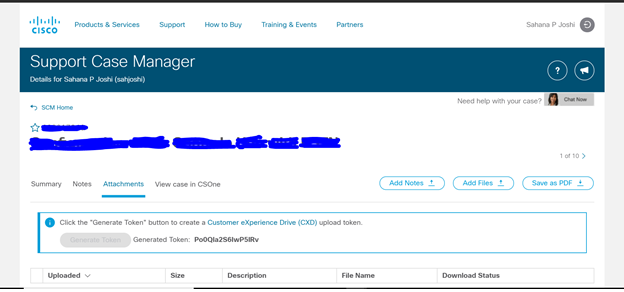 CISCO
Products & Services Support How to Buy Training & Events Partners Sahana P Joshi
Support Case Manager
Details for Sahana P Joshi (sahjoshi)
?
SCM Home
Need help with your case? Chat Now
1 of 10
Summary Notes Attachments View case in CSOne Add Notes Add Files Save as PDF
Click the "Generate Token" button to create a Customer eXperience Drive (CXD) upload token.
Generate Token Generated Token:
Uploaded Size Description File Name Download Status